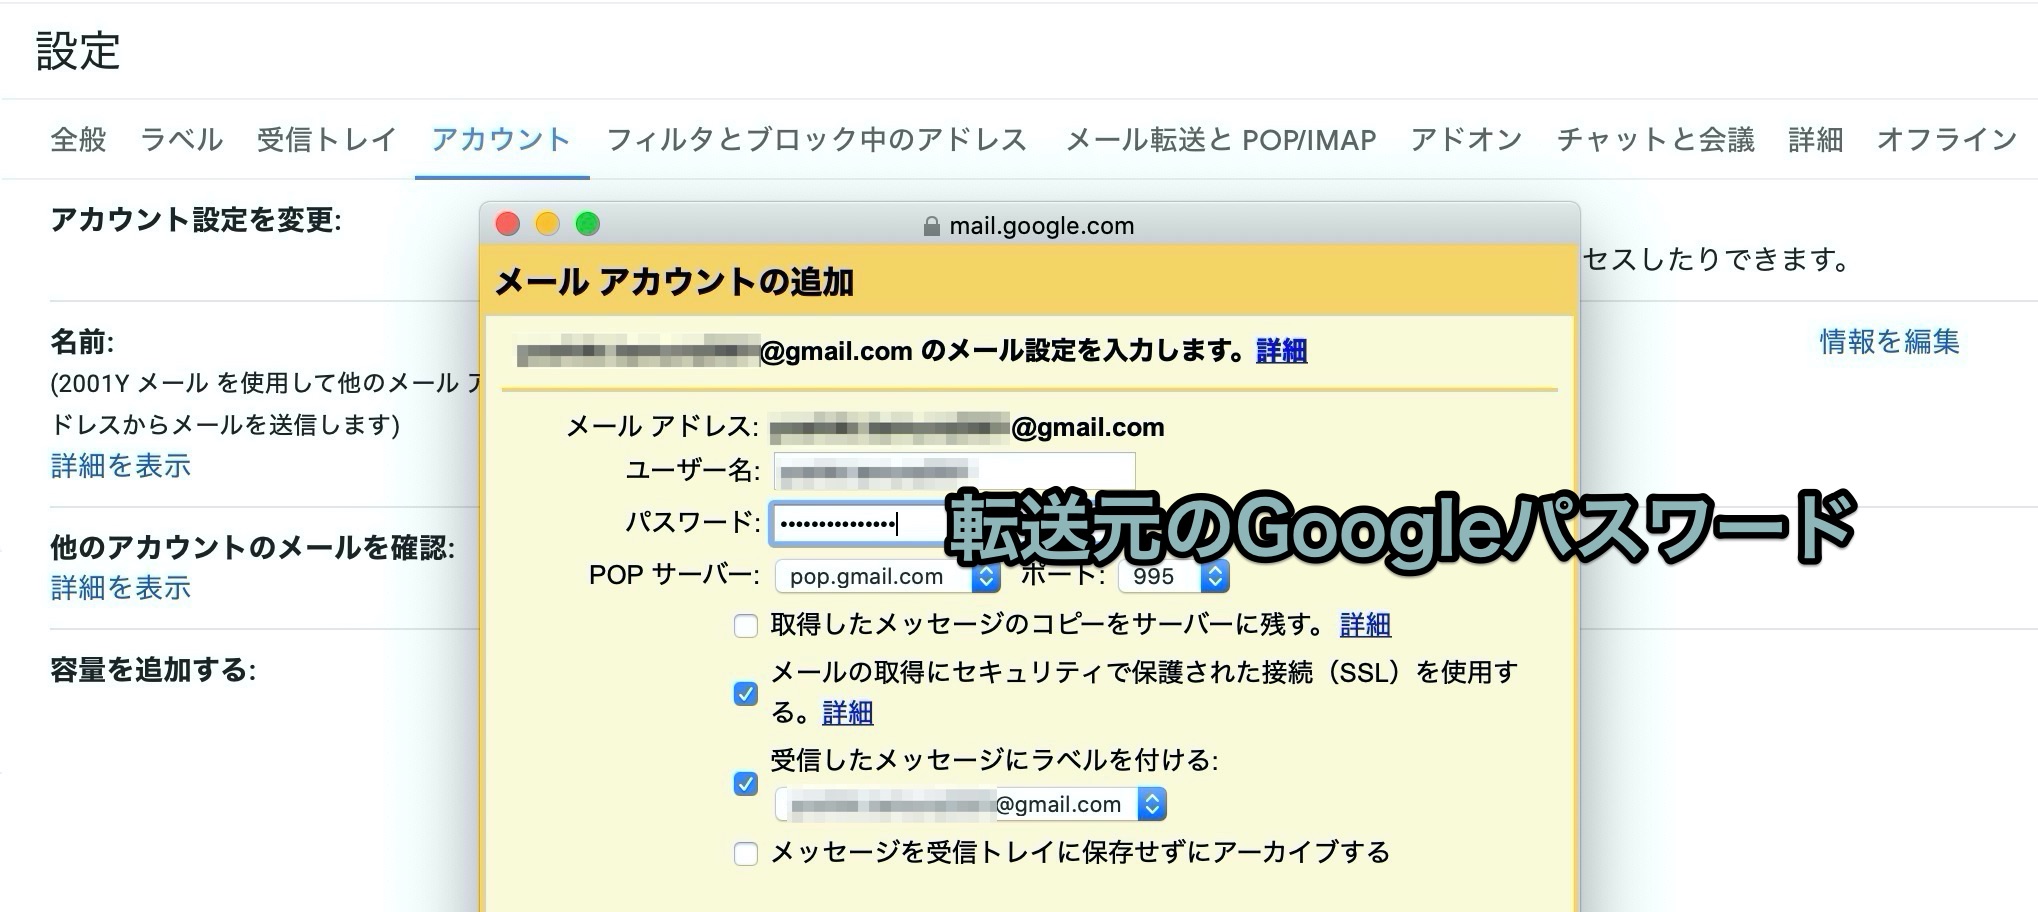 設定
全般 ラベル 受信トレイ アカウント フィルタとブロック中のアドレス メール転送と POP/IMAP アドオン チャットと会議 詳細 オフライン
アカウント設定を変更:
セスしたりできます。
名前:
(2001Y メール を使用して他のメール ア
ドレスからメールを送信します)
詳細を表示
情報を編集
他のアカウントのメールを確認:
詳細を表示
容量を追加する:
mail.google.com
メール アカウントの追加
@gmail.com のメール設定を入力します。詳細
メール アドレス: @gmail.com
ユーザー名:
パスワード: •••••••••••••••
転送元のGoogleパスワード
POP サーバー: pop.gmail.com ポート: 995
取得したメッセージのコピーをサーバーに残す。 詳細
メールの取得にセキュリティで保護された接続（SSL）を使用す
る。詳細
受信したメッセージにラベルを付ける:
@gmail.com
メッセージを受信トレイに保存せずにアーカイブする